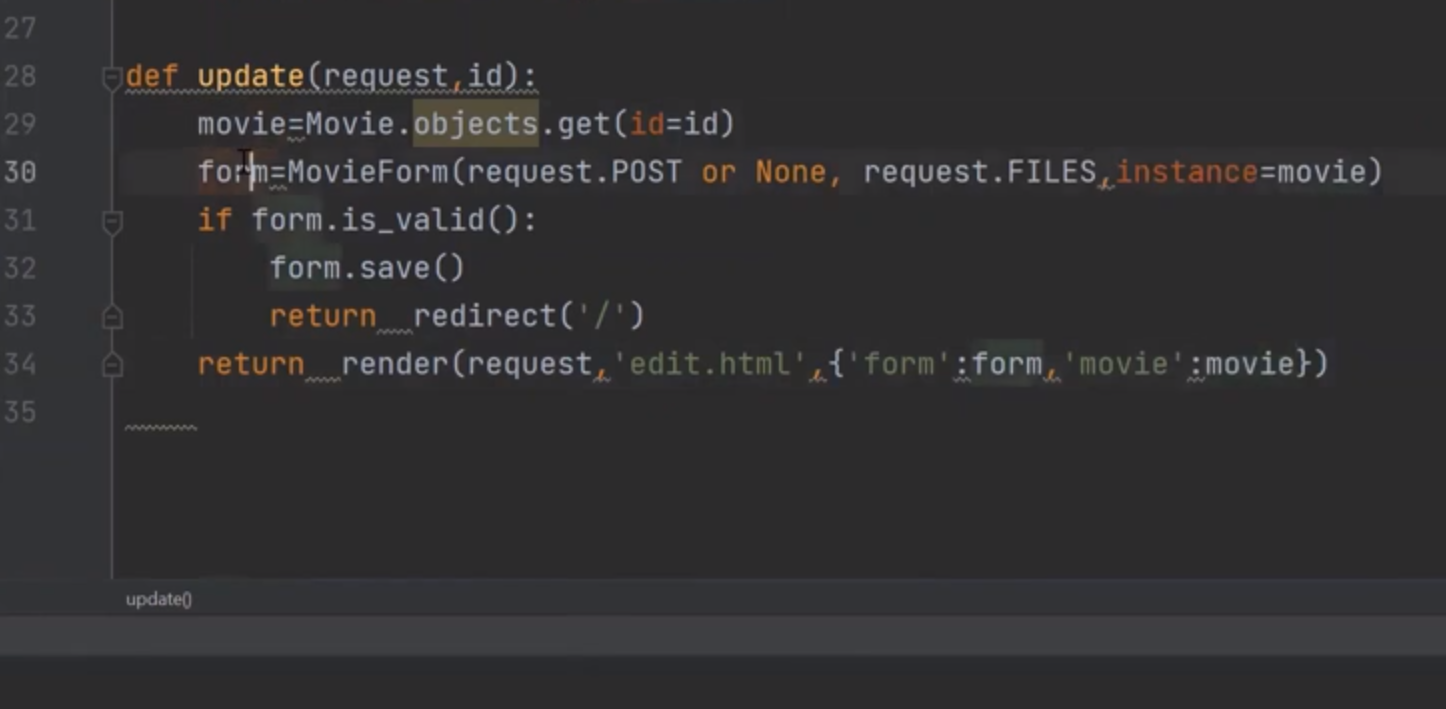 27
28 def update(request,id):
29 movie=Movie.objects.get(id=id)
30 form=MovieForm(request.POST or None, request.FILES,instance=movie)
31 if form.is_valid():
32 form.save()
33 return  redirect('/')
34 return  render(request,'edit.html',{'form':form,'movie':movie})
35
update()